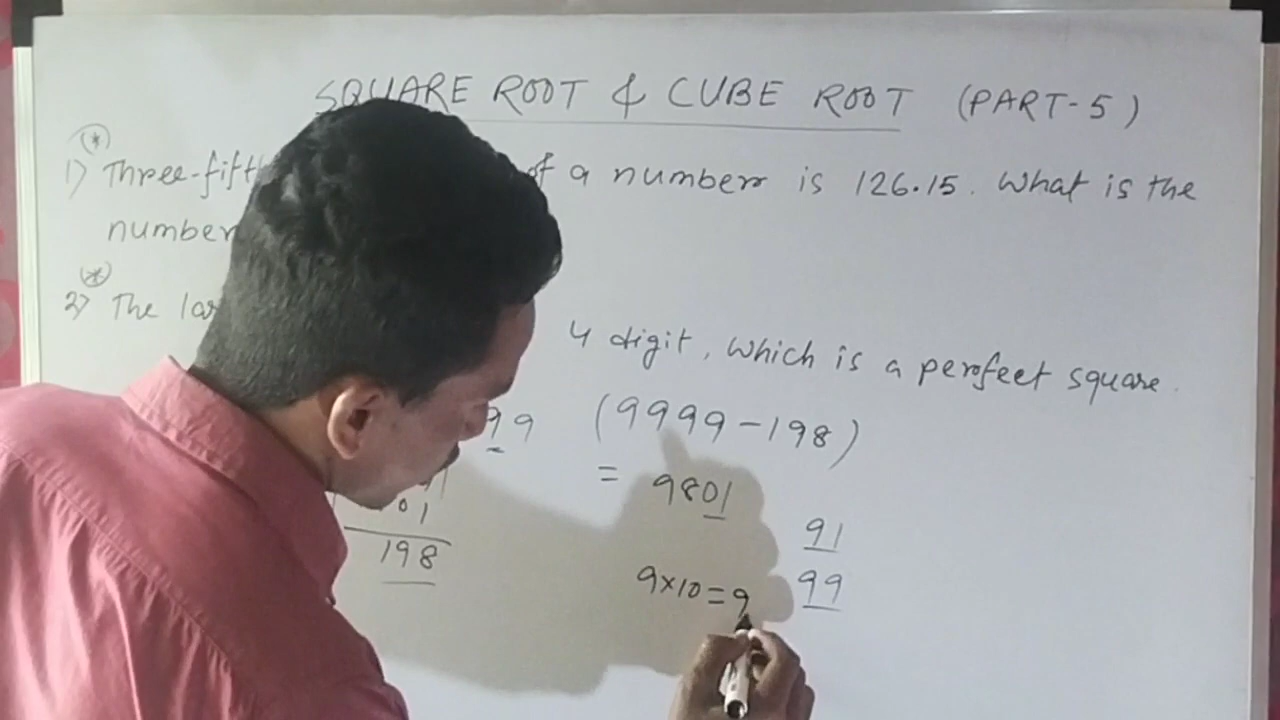 SQUARE ROOT & CUBE ROOT (PART-5)
(*)
1) Three-fift of a number is 126.15. What is the
number
(*)
2) The lar 4 digit, which is a perfect square.
99 (9999-198)
= 9801
01
198
91
99
9×10=9